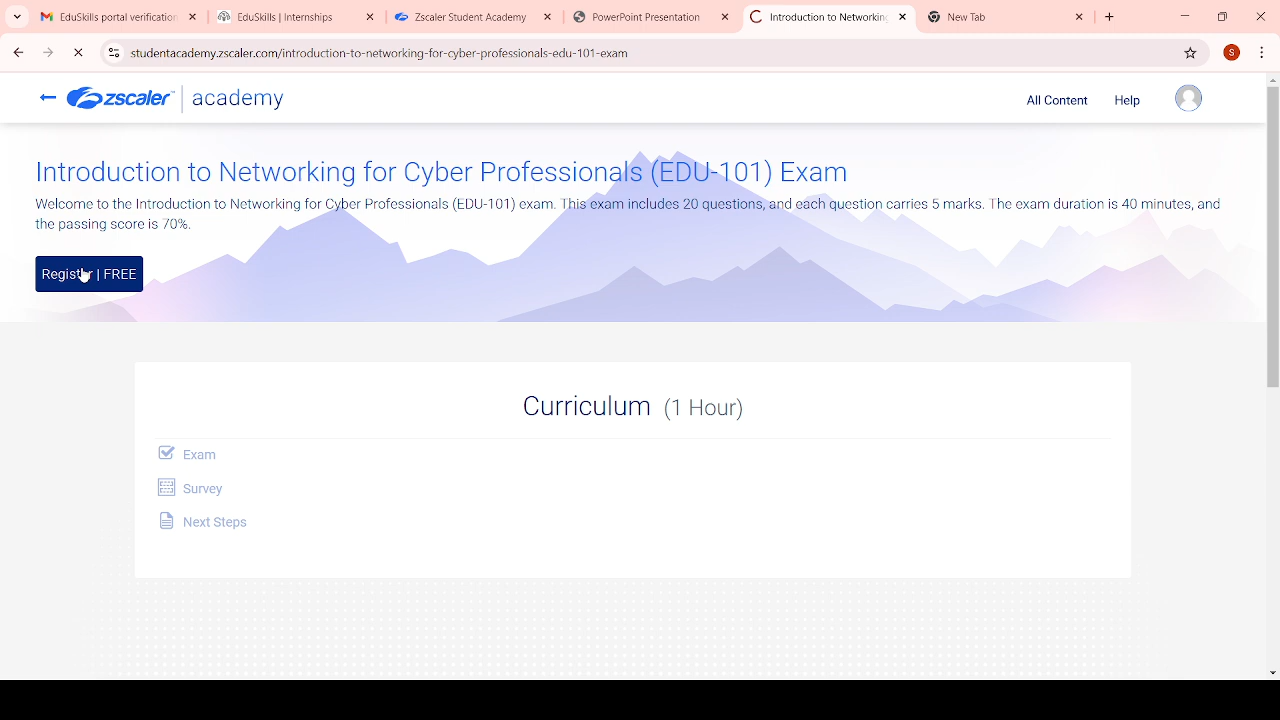 EduSkills portal verification
EduSkills | Internships
Zscaler Student Academy
PowerPoint Presentation
Introduction to Networking
New Tab
studentacademy.zscaler.com/introduction-to-networking-for-cyber-professionals-edu-101-exam
S
zscaler™ | academy
All Content
Help
Introduction to Networking for Cyber Professionals (EDU-101) Exam
Welcome to the Introduction to Networking for Cyber Professionals (EDU-101) exam. This exam includes 20 questions, and each question carries 5 marks. The exam duration is 40 minutes, and
the passing score is 70%.
Register | FREE
Curriculum (1 Hour)
Exam
Survey
Next Steps